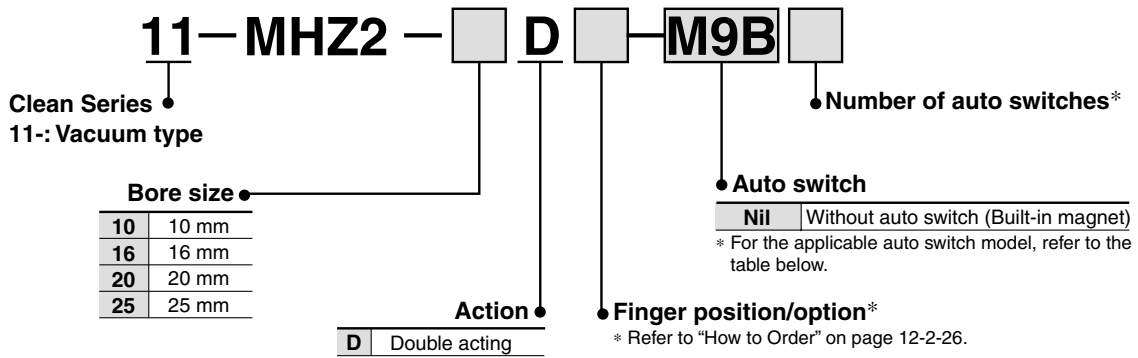 11-MHZ2-□D□-M9B□
Clean Series
11-: Vacuum type
Number of auto switches*
Bore size
10 10 mm
16 16 mm
20 20 mm
25 25 mm
Auto switch
Nil Without auto switch (Built-in magnet)
* For the applicable auto switch model, refer to the
table below.
Action
D Double acting
Finger position/option*
* Refer to “How to Order” on page 12-2-26.